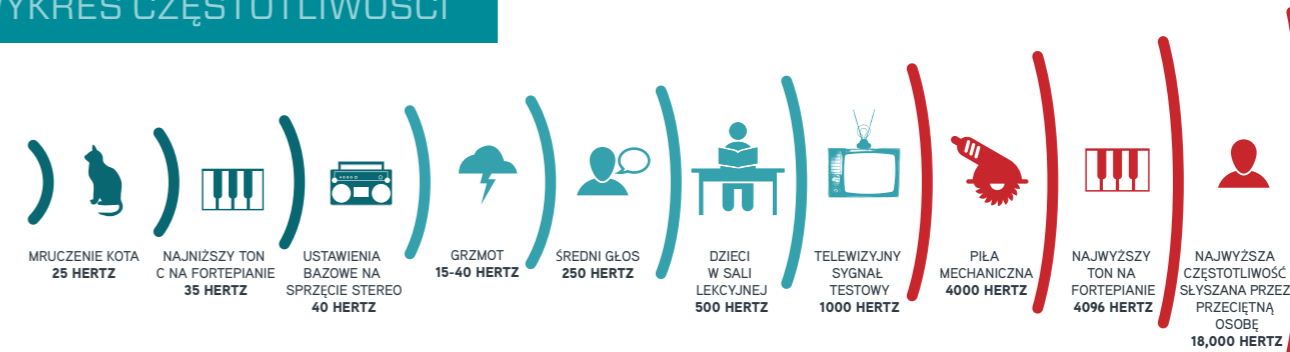 WYKRES CZĘSTOTLIWOŚCI
MRUCZENIE KOTA
25 HERTZ
NAJNIŻSZY TON
C NA FORTEPIANIE
35 HERTZ
USTAWIENIA
BAZOWE NA
SPRZĘCIE STEREO
40 HERTZ
GRZMOT
15-40 HERTZ
ŚREDNI GŁOS
250 HERTZ
DZIECI
W SALI
LEKCYJNEJ
500 HERTZ
TELEWIZYJNY
SYGNAŁ
TESTOWY
1000 HERTZ
PIŁA
MECHANICZNA
4000 HERTZ
NAJWYŻSZY
TON NA
FORTEPIANIE
4096 HERTZ
NAJWYŻSZA
CZĘSTOTLIWOŚĆ
SŁYSZANA PRZEZ
PRZECIĘTNĄ
OSOBĘ
18,000 HERTZ